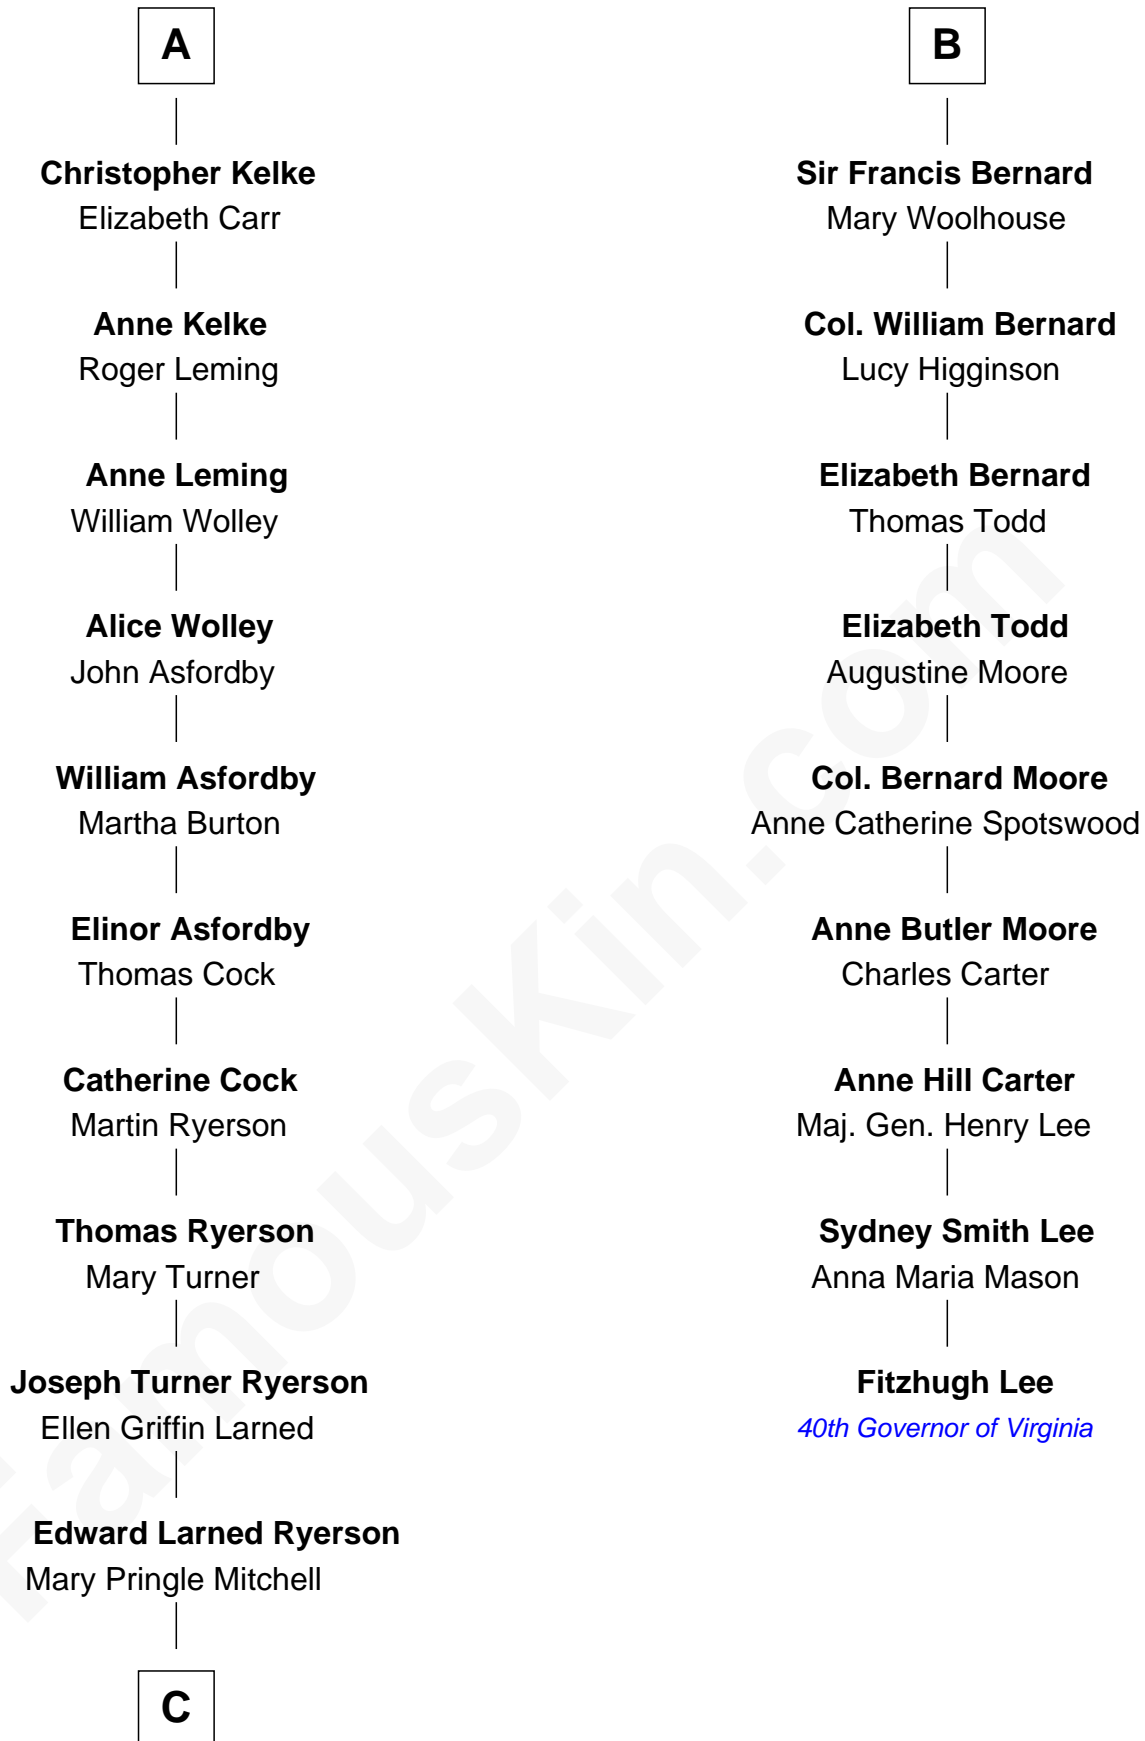 A
Christopher Kelke
Elizabeth Carr
Anne Kelke
Roger Leming
Anne Leming
William Wolley
Alice Wolley
John Asfordby
William Asfordby
Martha Burton
Elinor Asfordby
Thomas Cock
Catherine Cock
Martin Ryerson
Thomas Ryerson
Mary Turner
Joseph Turner Ryerson
Ellen Griffin Larned
Edward Larned Ryerson
Mary Pringle Mitchell
C
B
Sir Francis Bernard
Mary Woolhouse
Col. William Bernard
Lucy Higginson
Elizabeth Bernard
Thomas Todd
Elizabeth Todd
Augustine Moore
Col. Bernard Moore
Anne Catherine Spotswood
Anne Butler Moore
Charles Carter
Anne Hill Carter
Maj. Gen. Henry Lee
Sydney Smith Lee
Anna Maria Mason
Fitzhugh Lee
40th Governor of Virginia
FamousKin.com